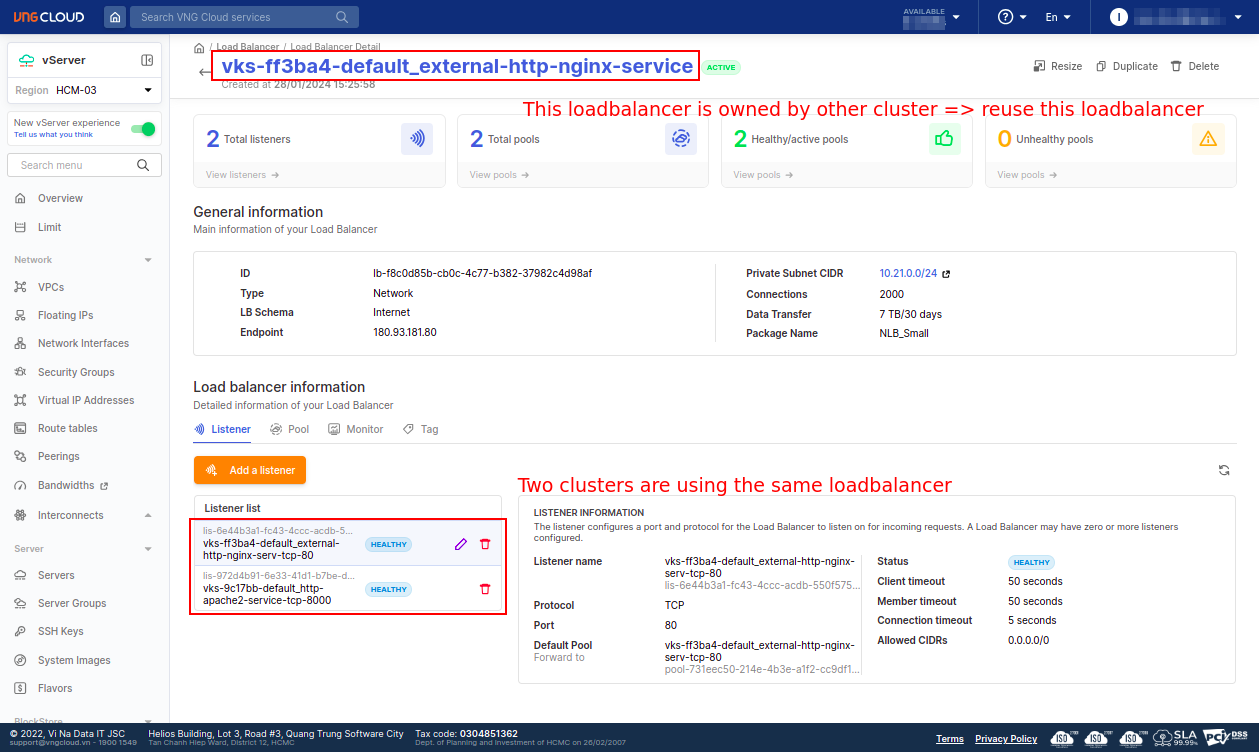 VNG CLOUD
Search VNG Cloud services
AVAILABLE
En
I
vServer
Region HCM-03
New vServer experience
Tell us what you think
Search menu
Overview
Limit
Network
VPCs
Floating IPs
Network Interfaces
Security Groups
Virtual IP Addresses
Route tables
Peerings
Bandwidths
Interconnects
Server
Servers
Server Groups
SSH Keys
System Images
Flavors
BlockStore
/ Load Balancer / Load Balancer Detail
vks-ff3ba4-default_external-http-nginx-service
ACTIVE
Created at 28/01/2024 15:25:58
Resize
Duplicate
Delete
This loadbalancer is owned by other cluster => reuse this loadbalancer
2 Total listeners
View listeners →
2 Total pools
View pools →
2 Healthy/active pools
View pools →
0 Unhealthy pools
View pools →
General information
Main information of your Load Balancer
ID lb-f8c0d85b-cb0c-4c77-b382-37982c4d98af
Type Network
LB Schema Internet
Endpoint 180.93.181.80
Private Subnet CIDR 10.21.0.0/24
Connections 2000
Data Transfer 7 TB/30 days
Package Name NLB_Small
Load balancer information
Detailed information of your Load Balancer
Listener
Pool
Monitor
Tag
Add a listener
Two clusters are using the same loadbalancer
Listener list
lis-6e44b3a1-fc43-4ccc-acdb-5...
vks-ff3ba4-default_external-
http-nginx-serv-tcp-80
HEALTHY
lis-972d4b91-6e33-41d1-b7be-d...
vks-9c17bb-default_http-
apache2-service-tcp-8000
HEALTHY
LISTENER INFORMATION
The listener configures a port and protocol for the Load Balancer to listen on for incoming requests. A Load Balancer may have zero or more listeners
configured.
Listener name
vks-ff3ba4-default_external-http-nginx-
serv-tcp-80
lis-6e44b3a1-fc43-4ccc-acdb-550f575...
Protocol TCP
Port 80
Default Pool
Forward to
vks-ff3ba4-default_external-http-nginx-
serv-tcp-80
pool-731eec50-214e-4b3e-a1f2-cc9df1...
Status HEALTHY
Client timeout 50 seconds
Member timeout 50 seconds
Connection timeout 5 seconds
Allowed CIDRs 0.0.0.0/0
© 2022, Vi Na Data IT JSC
support@vngcloud.vn - 1900 1549
Helios Building, Lot 3, Road #3, Quang Trung Software City
Tan Chanh Hiep Ward, District 12, HCMC
Tax code: 0304851362
Dept. of Planning and Investment of HCMC on 26/02/2007
Terms
Privacy Policy
ISO
ISO
ISO
SLA
99.99%
PCI DSS